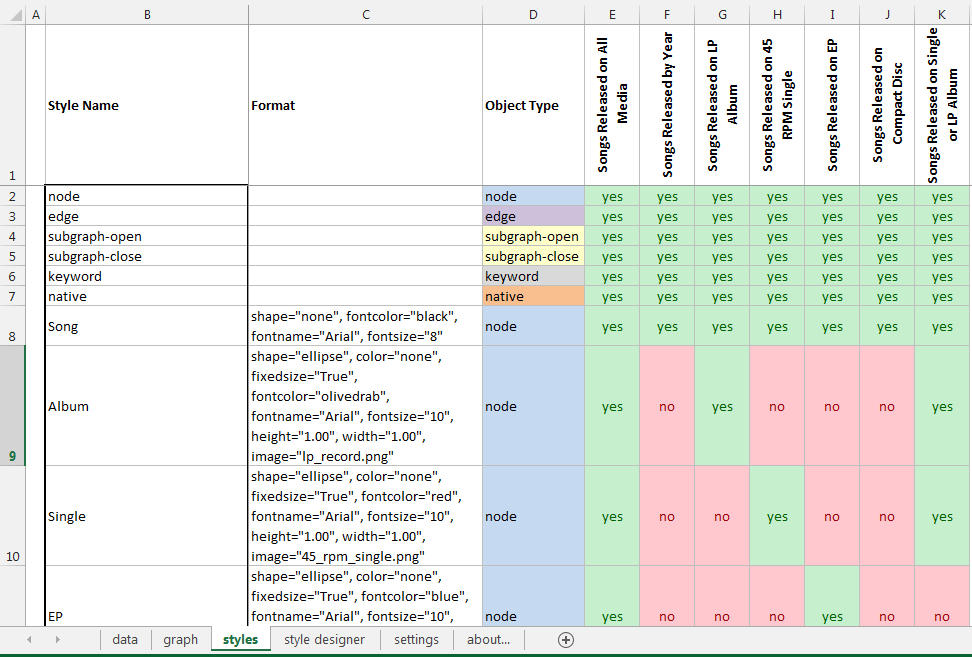 A B C D E F G H I J K
1 Style Name Format Object Type Songs Released on All Media Songs Released by Year Songs Released on LP Album Songs Released on 45 RPM Single Songs Released on EP Songs Released on Compact Disc Songs Released on Single or LP Album
2 node node yes yes yes yes yes yes yes
3 edge edge yes yes yes yes yes yes yes
4 subgraph-open subgraph-open yes yes yes yes yes yes yes
5 subgraph-close subgraph-close yes yes yes yes yes yes yes
6 keyword keyword yes yes yes yes yes yes yes
7 native native yes yes yes yes yes yes yes
shape="none", fontcolor="black",
8 Song node yes yes yes yes yes yes yes
fontname="Arial", fontsize="8"
shape="ellipse", color="none",
fixedsize="True",
fontcolor="olivedrab",
9 Album node yes no yes no no no yes
fontname="Arial", fontsize="10",
height="1.00", width="1.00",
image="lp_record.png"
shape="ellipse", color="none",
fixedsize="True", fontcolor="red",
10 Single fontname="Arial", fontsize="10", node yes no no yes no no yes
height="1.00", width="1.00",
image="45_rpm_single.png"
shape="ellipse", color="none",
fixedsize="True", fontcolor="blue",
EP fontname="Arial", fontsize="10", node yes no no no yes no no
data graph styles style designer settings about...